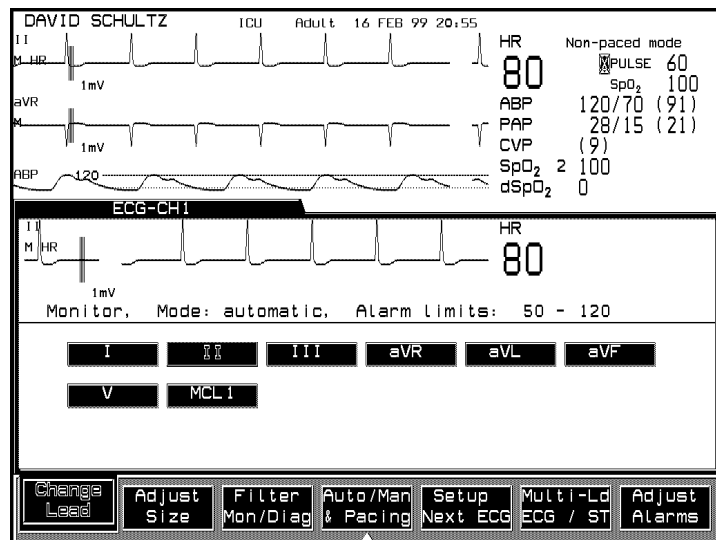 DAVID SCHULTZ ICU Adult 16 FEB 99 20:55
II
M HR
1mV
aVR
M
1mV
ABP 120
HR Non-paced mode
80 PULSE 60
SpO₂ 100
ABP 120/70 (91)
PAP 28/15 (21)
CVP (9)
SpO₂ 2 100
dSpO₂ 0
ECG-CH1
II
M HR
1mV
HR
80
Monitor, Mode: automatic, Alarm limits: 50 - 120
I II III aVR aVL aVF
V MCL1
Change Lead
Adjust Size
Filter Mon/Diag
Auto/Man & Pacing
Setup Next ECG
Multi-Ld ECG / ST
Adjust Alarms